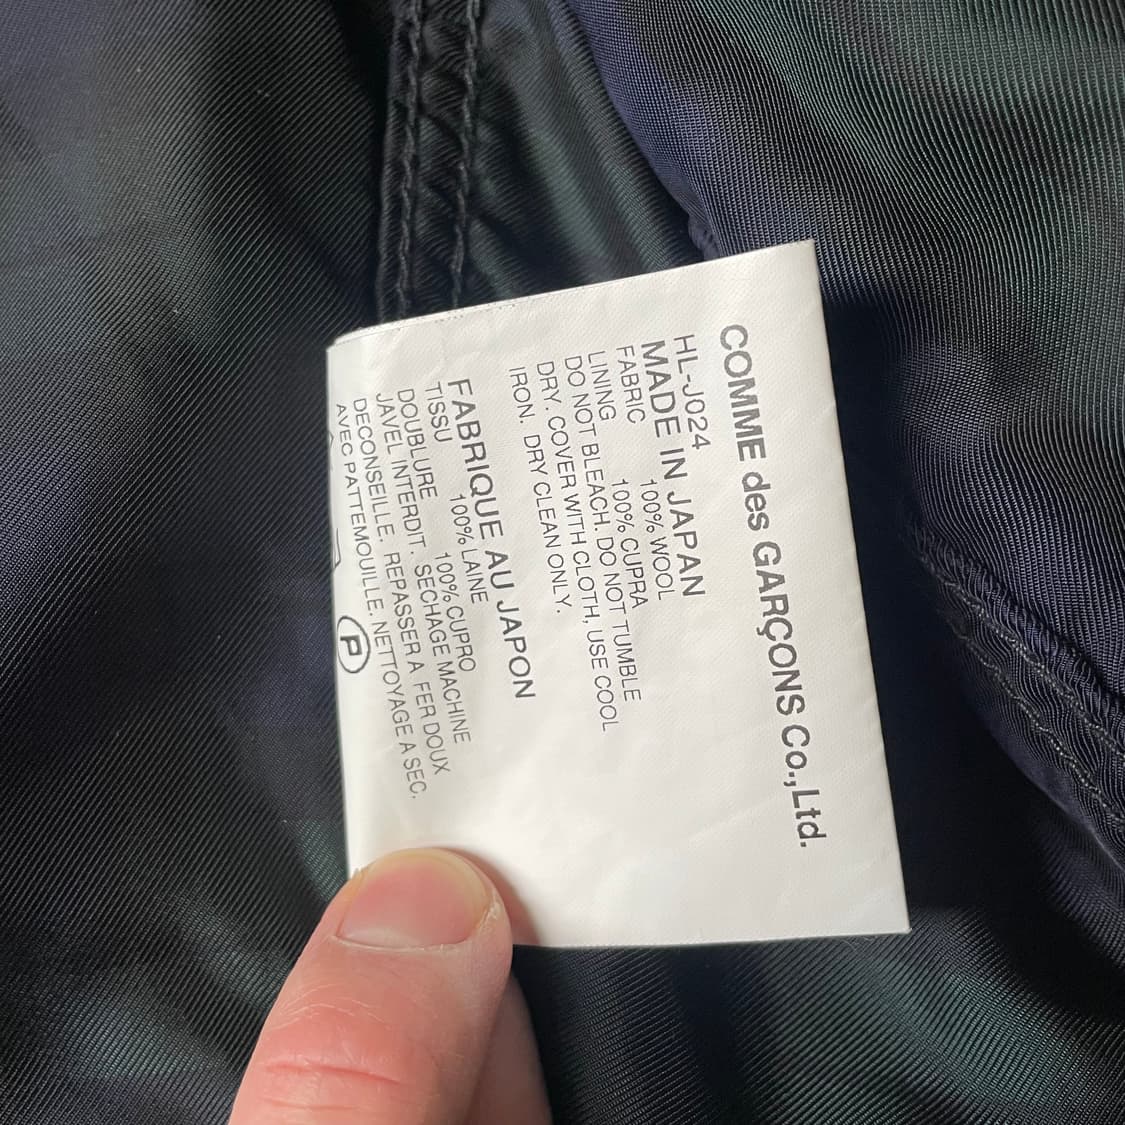 COMME des GARÇONS Co.,Ltd.
HL-J024
MADE IN JAPAN
FABRIC 100% WOOL
LINING 100% CUPRA
DO NOT BLEACH. DO NOT TUMBLE
DRY. COVER WITH CLOTH, USE COOL
IRON. DRY CLEAN ONLY.
FABRIQUE AU JAPON
TISSU 100% LAINE
DOUBLURE 100% CUPRO
JAVEL INTERDIT. SECHAGE MACHINE
DECONSEILLE. REPASSER A FER DOUX
AVEC PATTEMOUILLE. NETTOYAGE A SEC.
P